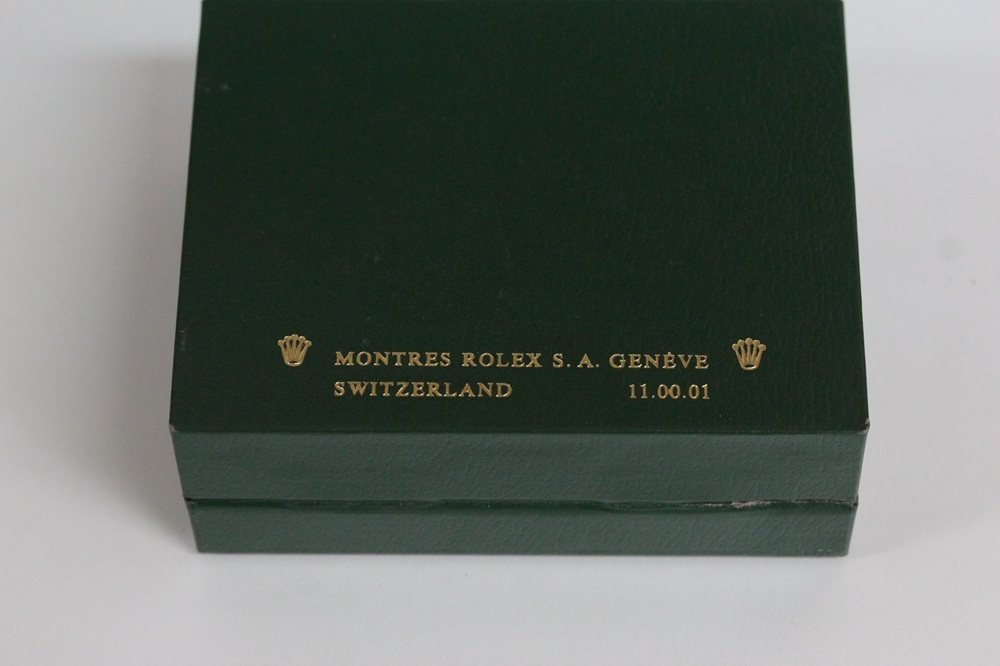 MONTRES ROLEX S. A. GENÈVE
SWITZERLAND 11.00.01